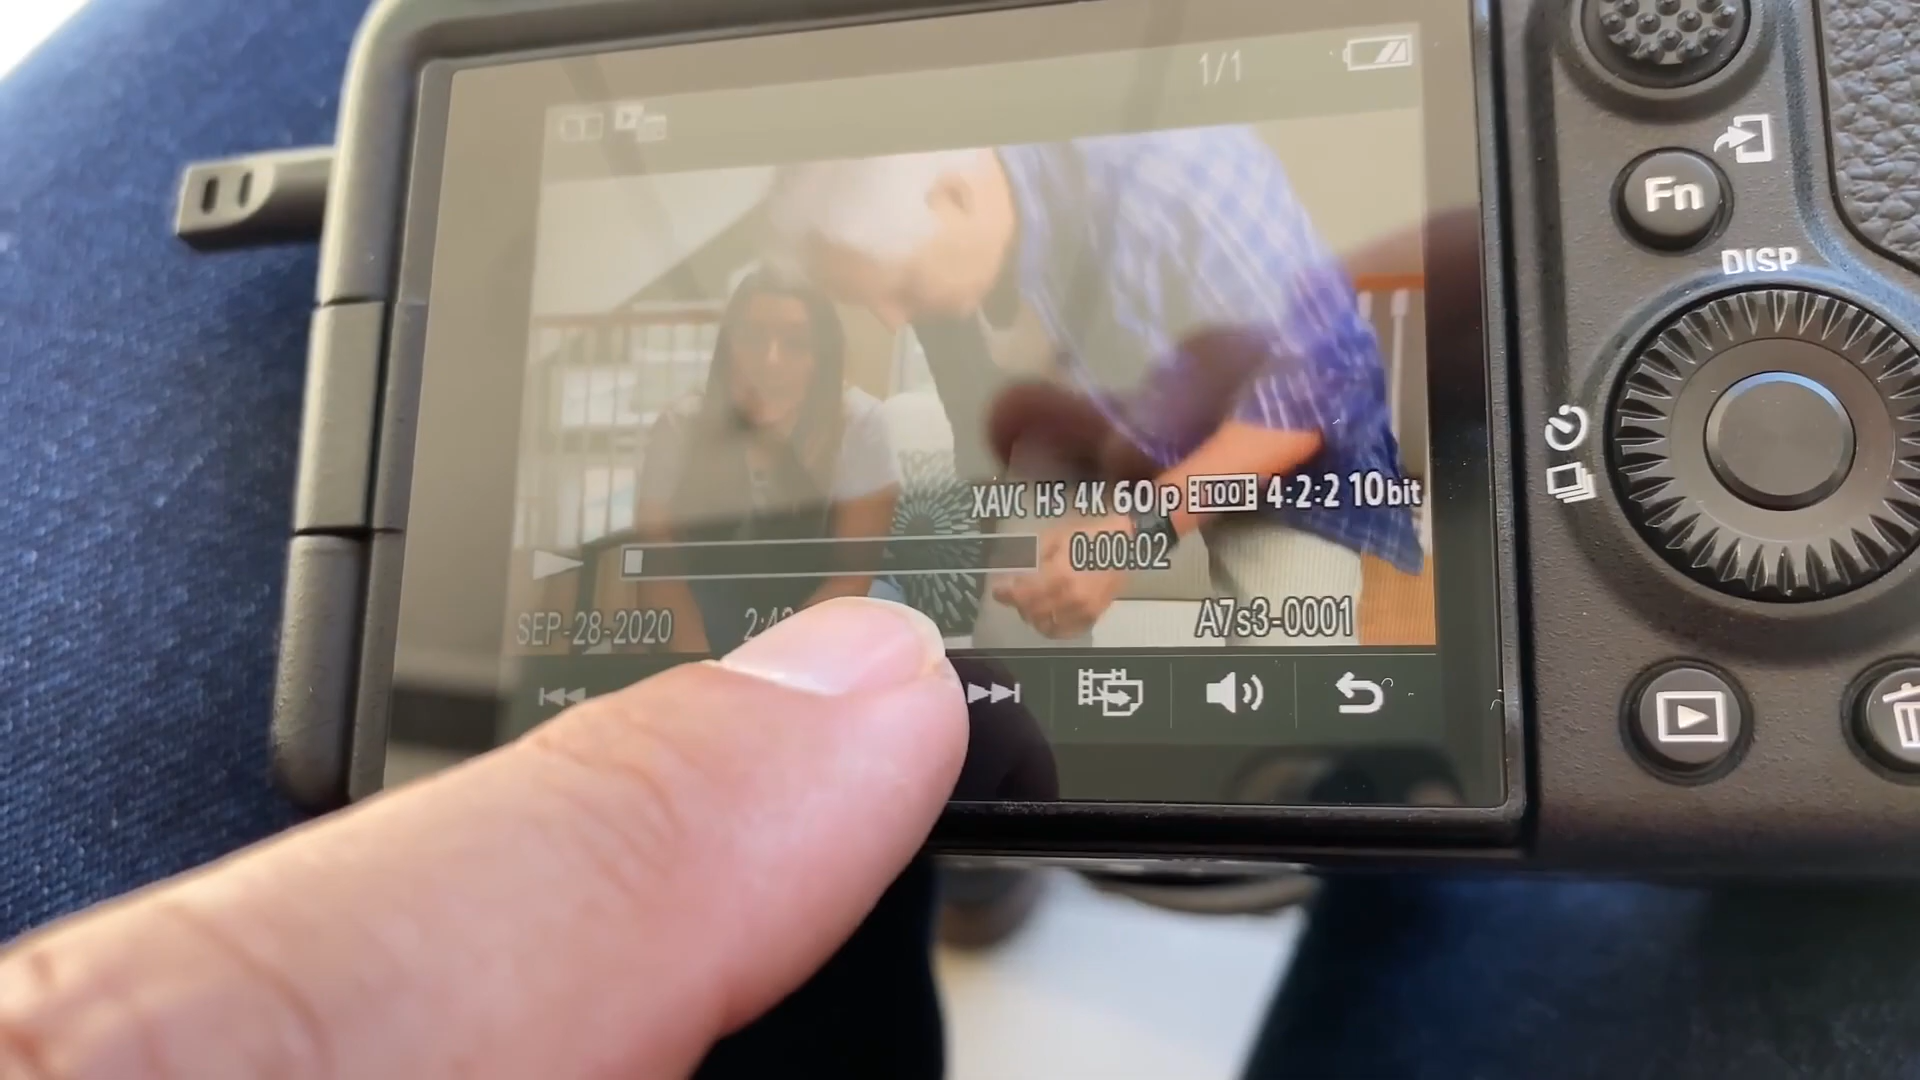 1/1
Fn
DISP
XAVC HS 4K 60p 100 4:2:2 10bit
0:00:02
SEP-28-2020
A7s3-0001